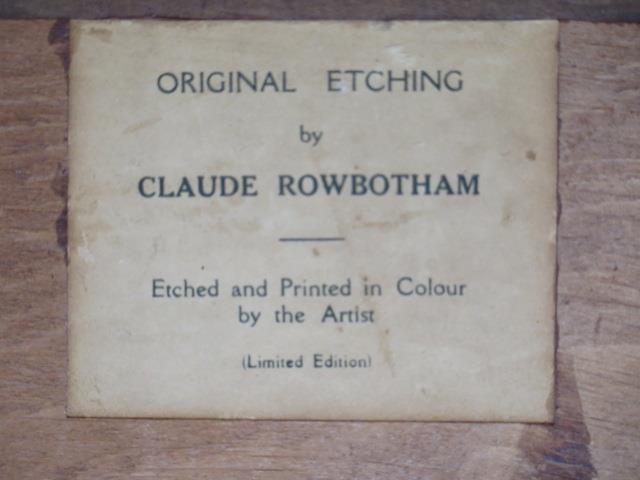 ORIGINAL ETCHING
by
CLAUDE ROWBOTHAM
Etched and Printed in Colour
by the Artist
(Limited Edition)